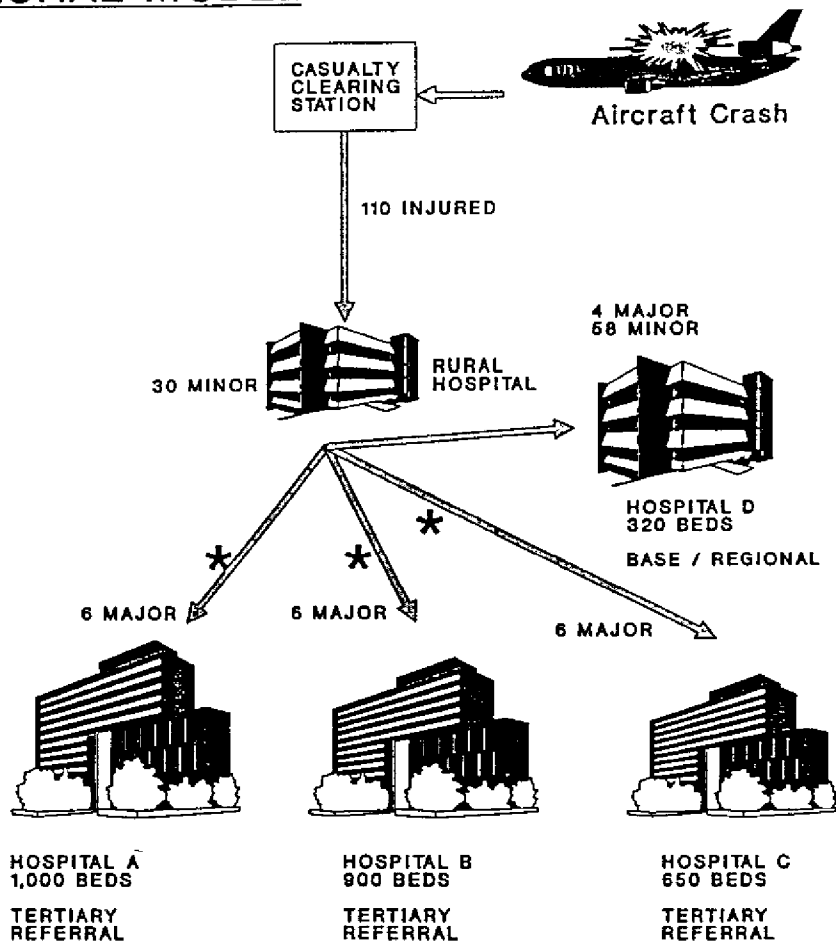 CASUALTY
CLEARING
STATION
Aircraft Crash
110 INJURED
4 MAJOR
58 MINOR
30 MINOR
RURAL
HOSPITAL
HOSPITAL D
320 BEDS
BASE / REGIONAL
6 MAJOR
6 MAJOR
6 MAJOR
HOSPITAL A
1,000 BEDS
TERTIARY
REFERRAL
HOSPITAL B
900 BEDS
TERTIARY
REFERRAL
HOSPITAL C
650 BEDS
TERTIARY
REFERRAL